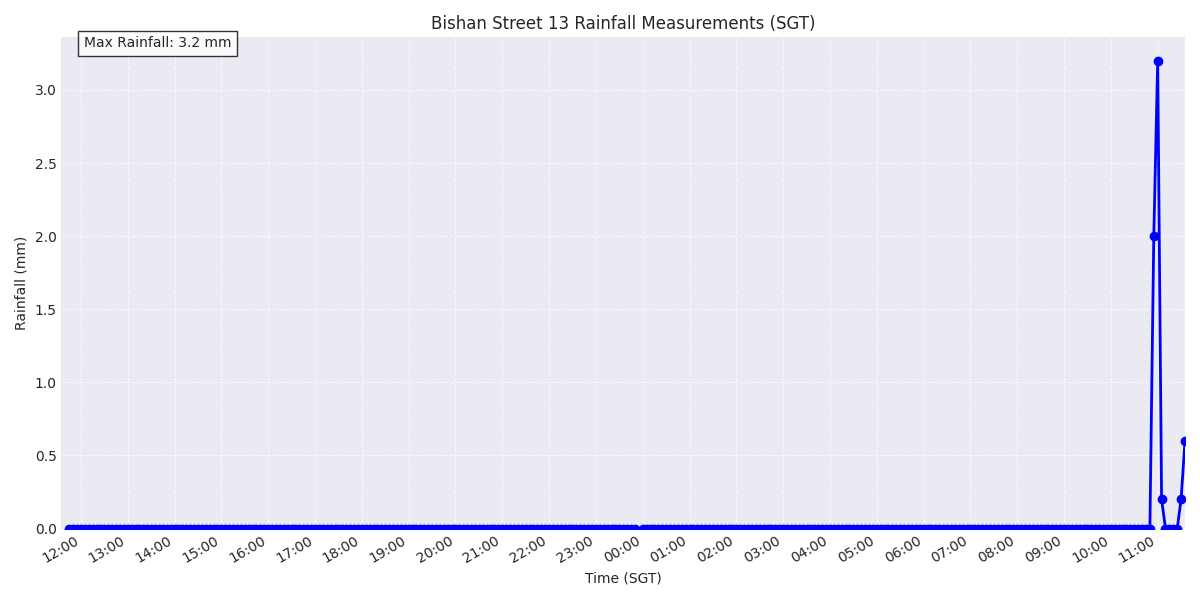 Bishan Street 13 Rainfall Measurements (SGT)
Max Rainfall: 3.2 mm
3.0
2.5
2.0
1.5
1.0
0.5
0.0
Rainfall (mm)
12:00 13:00 14:00 15:00 16:00 17:00 18:00 19:00 20:00 21:00 22:00 23:00 00:00 01:00 02:00 03:00 04:00 05:00 06:00 07:00 08:00 09:00 10:00 11:00
Time (SGT)